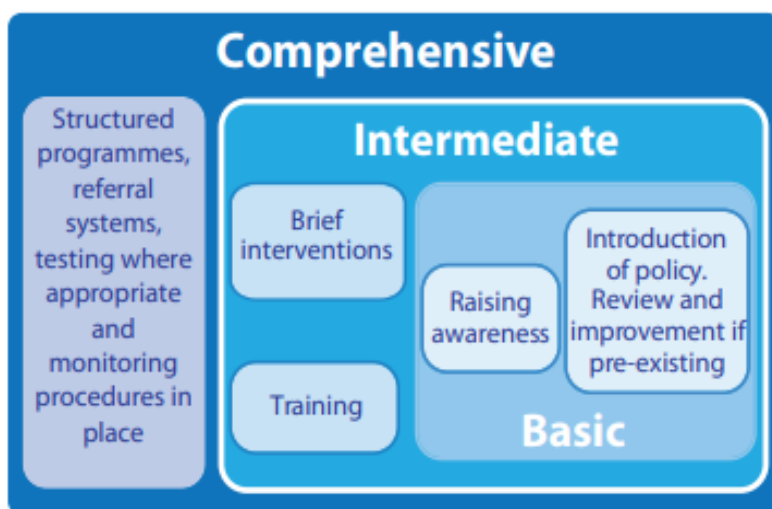 Comprehensive
Structured
programmes,
referral
systems,
testing where
appropriate
and
monitoring
procedures in
place
Intermediate
Brief
interventions
Training
Raising
awareness
Introduction
of policy.
Review and
improvement if
pre-existing
Basic